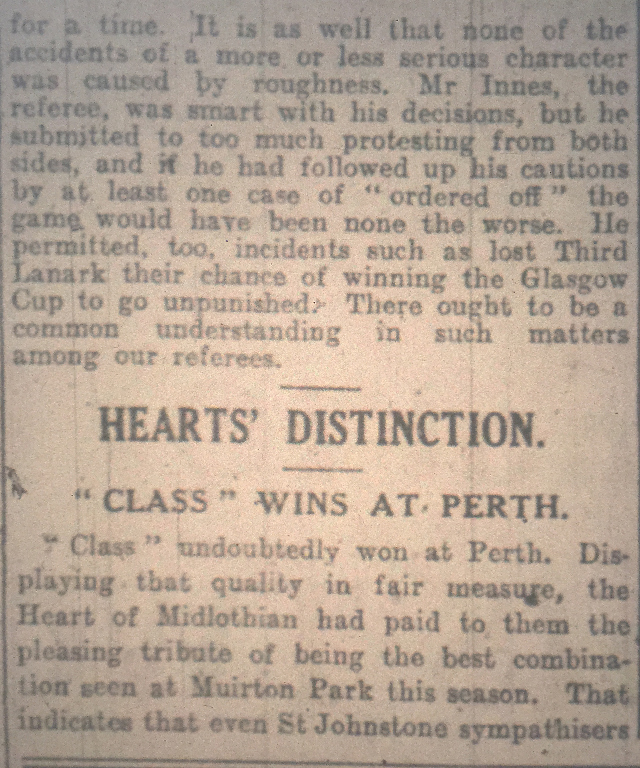 for a time. It is as well that none of the
accidents of a more or less serious character
was caused by roughness. Mr Innes, the
referee, was smart with his decisions, but he
submitted to too much protesting from both
sides, and if he had followed up his cautions
by at least one case of "ordered off" the
game would have been none the worse. He
permitted, too, incidents such as lost Third
Lanark their chance of winning the Glasgow
Cup to go unpunished. There ought to be a
common understanding in such matters
among our referees.
HEARTS' DISTINCTION.
"CLASS" WINS AT PERTH.
"Class" undoubtedly won at Perth. Dis-
playing that quality in fair measure, the
Heart of Midlothian had paid to them the
pleasing tribute of being the best combina-
tion seen at Muirton Park this season. That
indicates that even St Johnstone sympathisers